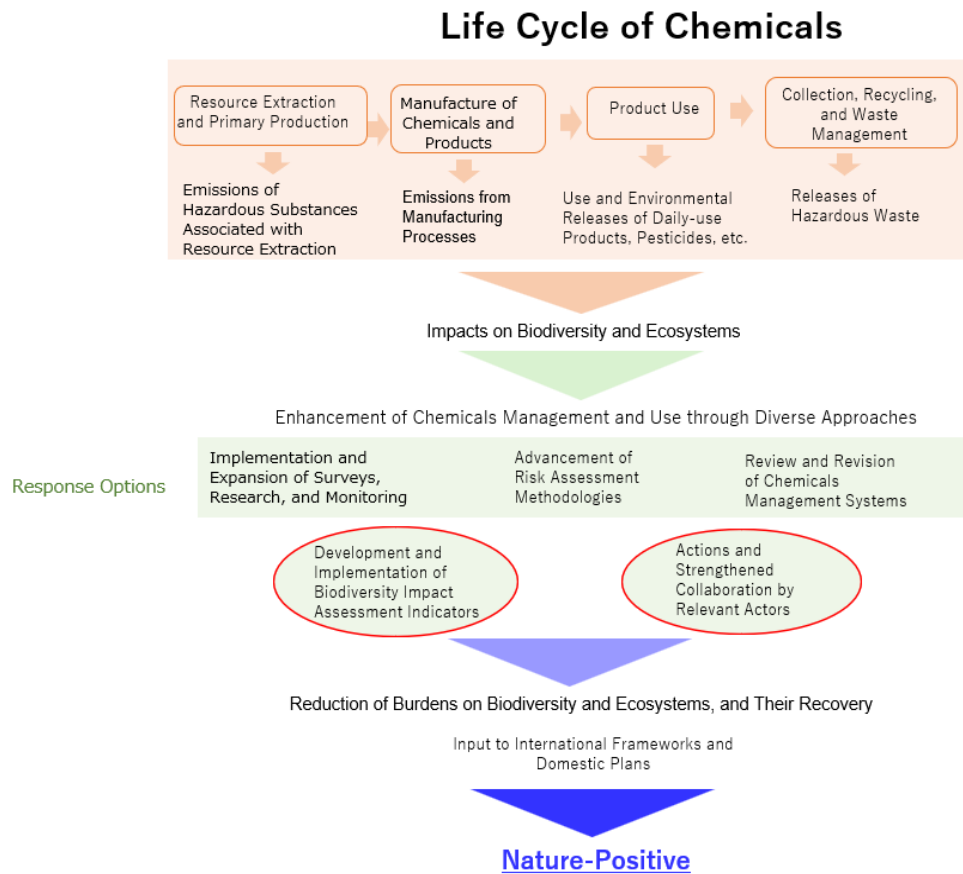 Life Cycle of Chemicals
Resource Extraction
and Primary Production
Manufacture of
Chemicals and
Products
Product Use
Collection, Recycling,
and Waste
Management
Emissions of
Hazardous Substances
Associated with
Resource Extraction
Emissions from
Manufacturing
Processes
Use and Environmental
Releases of Daily-use
Products, Pesticides, etc.
Releases of
Hazardous Waste
Impacts on Biodiversity and Ecosystems
Enhancement of Chemicals Management and Use through Diverse Approaches
Response Options
Implementation and
Expansion of Surveys,
Research, and Monitoring
Advancement of
Risk Assessment
Methodologies
Review and Revision
of Chemicals
Management Systems
Development and
Implementation of
Biodiversity Impact
Assessment Indicators
Actions and
Strengthened
Collaboration by
Relevant Actors
Reduction of Burdens on Biodiversity and Ecosystems, and Their Recovery
Input to International Frameworks and
Domestic Plans
Nature-Positive